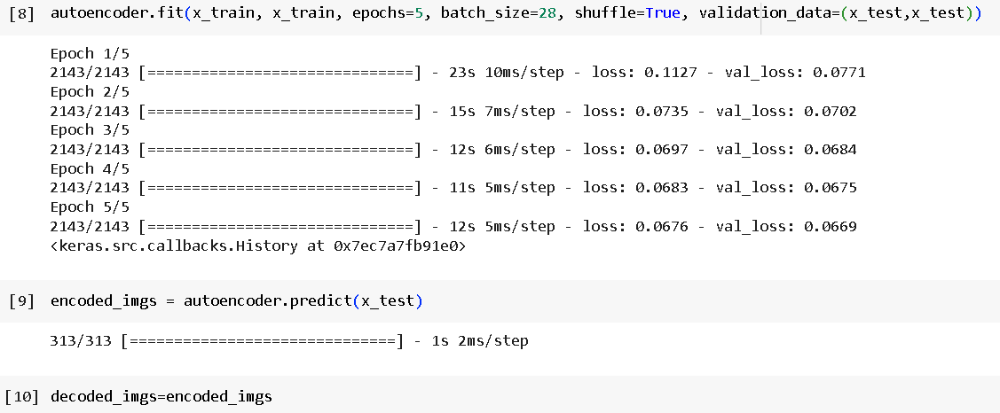 [8] autoencoder.fit(x_train, x_train, epochs=5, batch_size=28, shuffle=True, validation_data=(x_test,x_test))
Epoch 1/5
2143/2143 [==============================] - 23s 10ms/step - loss: 0.1127 - val_loss: 0.0771
Epoch 2/5
2143/2143 [==============================] - 15s 7ms/step - loss: 0.0735 - val_loss: 0.0702
Epoch 3/5
2143/2143 [==============================] - 12s 6ms/step - loss: 0.0697 - val_loss: 0.0684
Epoch 4/5
2143/2143 [==============================] - 11s 5ms/step - loss: 0.0683 - val_loss: 0.0675
Epoch 5/5
2143/2143 [==============================] - 12s 5ms/step - loss: 0.0676 - val_loss: 0.0669
<keras.src.callbacks.History at 0x7ec7a7fb91e0>
[9] encoded_imgs = autoencoder.predict(x_test)
313/313 [==============================] - 1s 2ms/step
[10] decoded_imgs=encoded_imgs